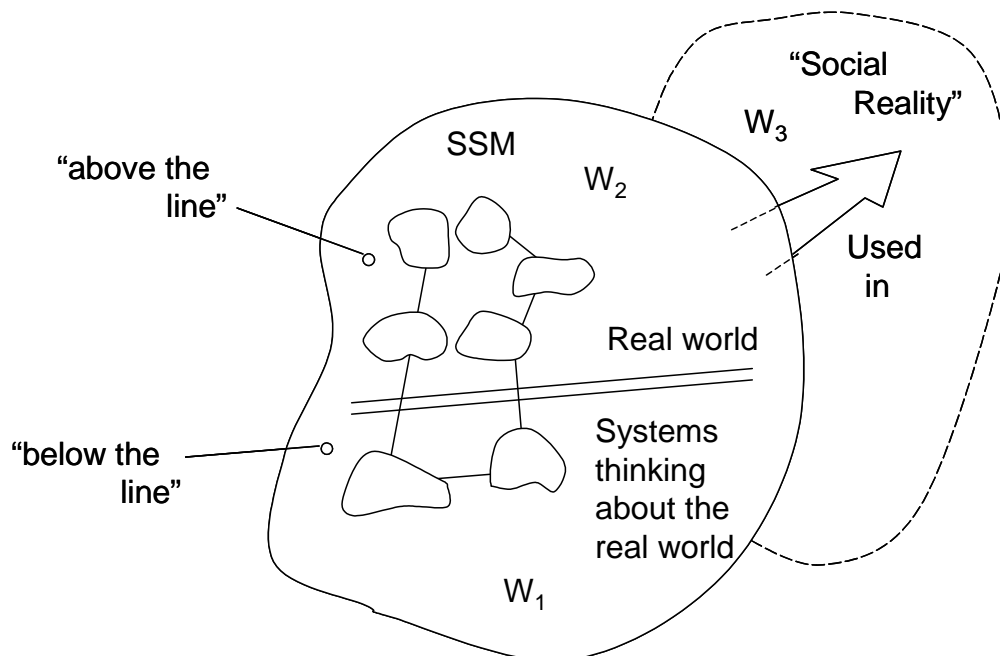 “Social
Reality”
W₃
SSM
W₂
“above the
line”
Used
in
Real world
“below the
line”
Systems
thinking
about the
real world
W₁